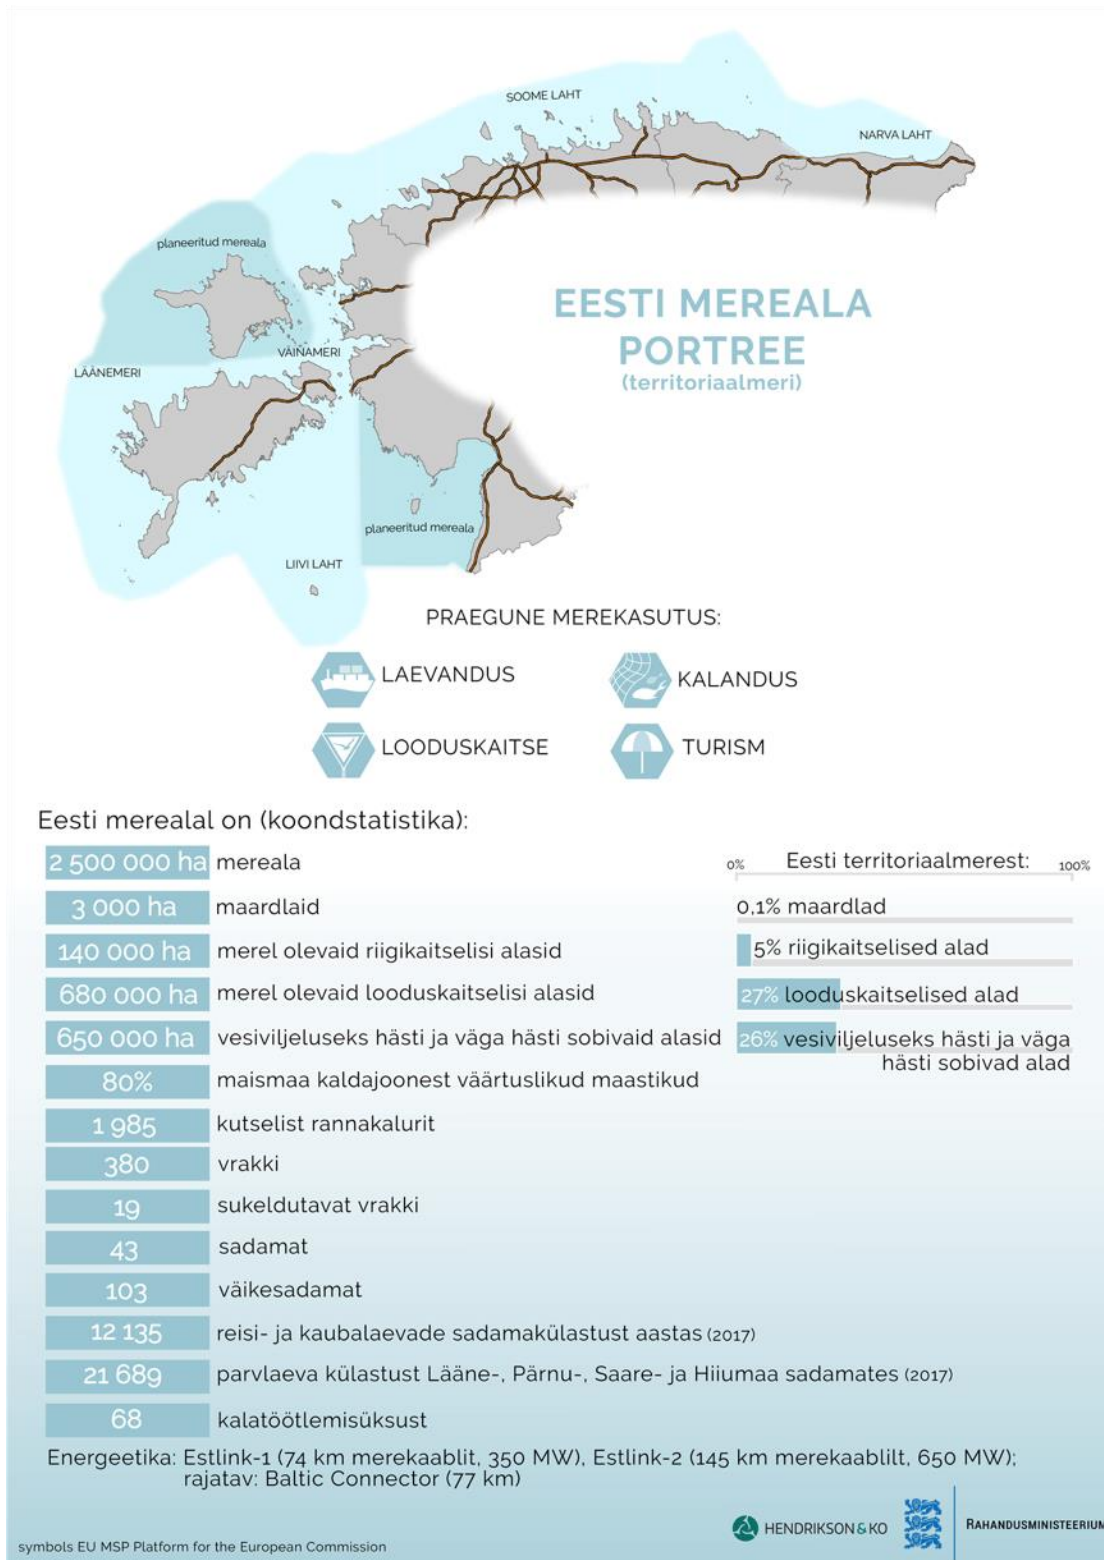 SOOME LAHT
NARVA LAHT
planeeritud mereala
EESTI MEREALA
PORTREE
(territoriaalmeri)
VÄINAMERI
LÄÄNEMERI
planeeritud mereala
LIIVI LAHT
PRAEGUNE MEREKASUTUS:
LAEVANDUS
KALANDUS
LOODUSKAITSE
TURISM
Eesti merealal on (koondstatistika):
2 500 000 ha mereala
3 000 ha maardlaid
140 000 ha merel olevaid riigikaitselisi alasid
680 000 ha merel olevaid looduskaitselisi alasid
650 000 ha vesiviljeluseks hästi ja väga hästi sobivaid alasid
80% maismaa kaldajoonest väärtuslikud maastikud
1 985 kutselist rannakalurit
380 vrakki
19 sukeldutavat vrakki
43 sadamat
103 väikesadamat
12 135 reisi- ja kaubalaevade sadamakülastust aastas (2017)
21 689 parvlaeva külastust Lääne-, Pärnu-, Saare- ja Hiiumaa sadamates (2017)
68 kalatöötlemisüksust
0% Eesti territoriaalmerest: 100%
0,1% maardlad
5% riigikaitselised alad
27% looduskaitselised alad
26% vesiviljeluseks hästi ja väga
hästi sobivad alad
Energeetika: Estlink-1 (74 km merekaablit, 350 MW), Estlink-2 (145 km merekaablilt, 650 MW);
rajatav: Baltic Connector (77 km)
HENDRIKSON & KO
RAHANDUSMINISTEERIUM
symbols EU MSP Platform for the European Commission